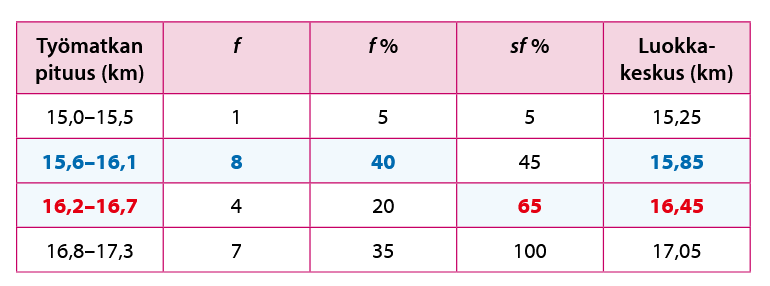 Työmatkan pituus (km) f f % sf % Luokka-keskus (km)
15,0–15,5 1 5 5 15,25
15,6–16,1 8 40 45 15,85
16,2–16,7 4 20 65 16,45
16,8–17,3 7 35 100 17,05